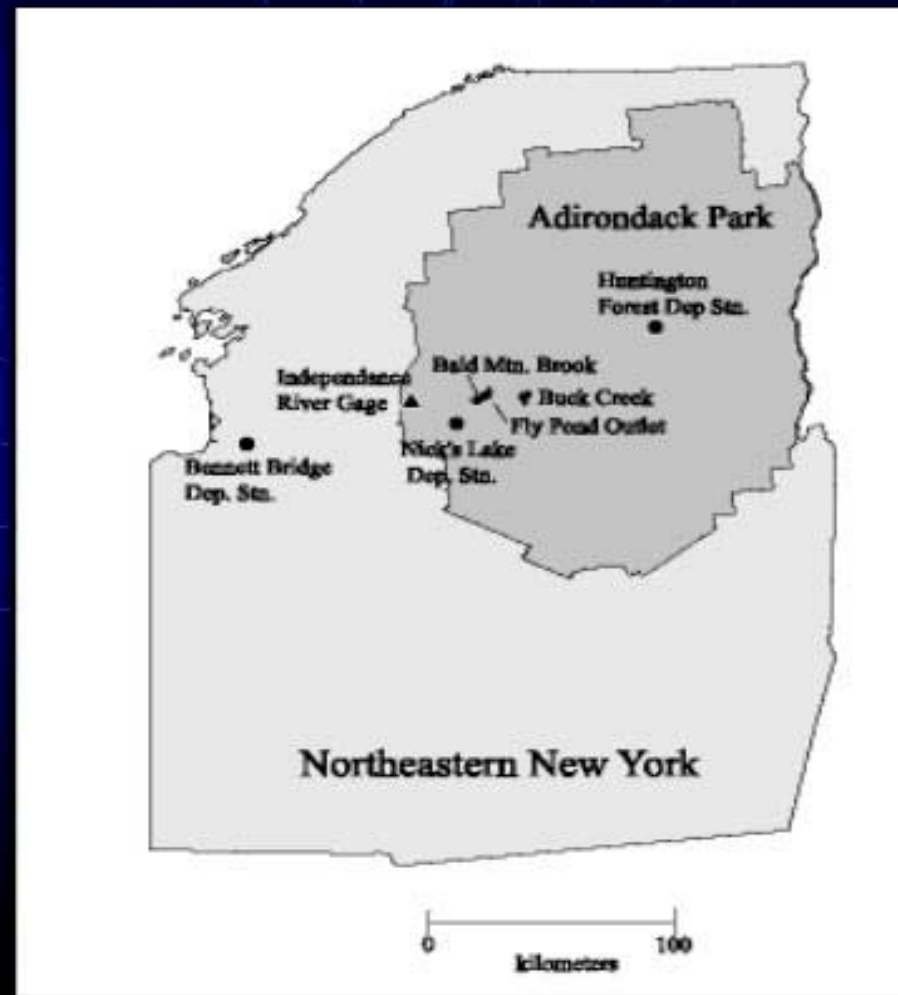 Adirondack Park
Huntington
Forest Dep Stn.
Bald Mtn. Brook
Independence
River Gage
Buck Creek
Fly Pond Outlet
Nick's Lake
Dep. Stn.
Bennett Bridge
Dep. Stn.
Northeastern New York
0
100
kilometers